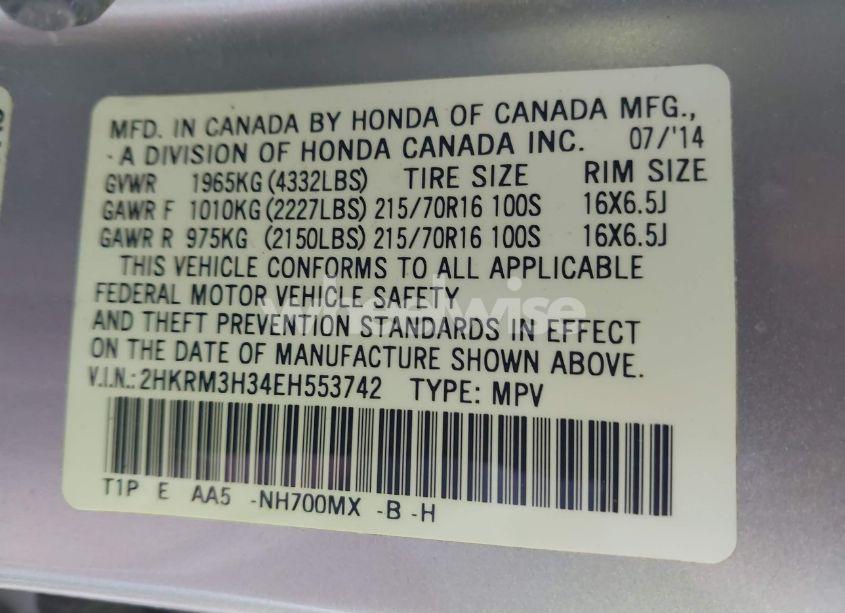 MFD. IN CANADA BY HONDA OF CANADA MFG.,
A DIVISION OF HONDA CANADA INC. 07/'14
GVWR 1965KG (4332LBS) TIRE SIZE RIM SIZE
GAWR F 1010KG (2227LBS) 215/70R16 100S 16X6.5J
GAWR R 975KG (2150LBS) 215/70R16 100S 16X6.5J
THIS VEHICLE CONFORMS TO ALL APPLICABLE
FEDERAL MOTOR VEHICLE SAFETY
AND THEFT PREVENTION STANDARDS IN EFFECT
ON THE DATE OF MANUFACTURE SHOWN ABOVE.
V.I.N.: 2HKRM3H34EH553742 TYPE: MPV
T1P E AA5 -NH700MX -B -H